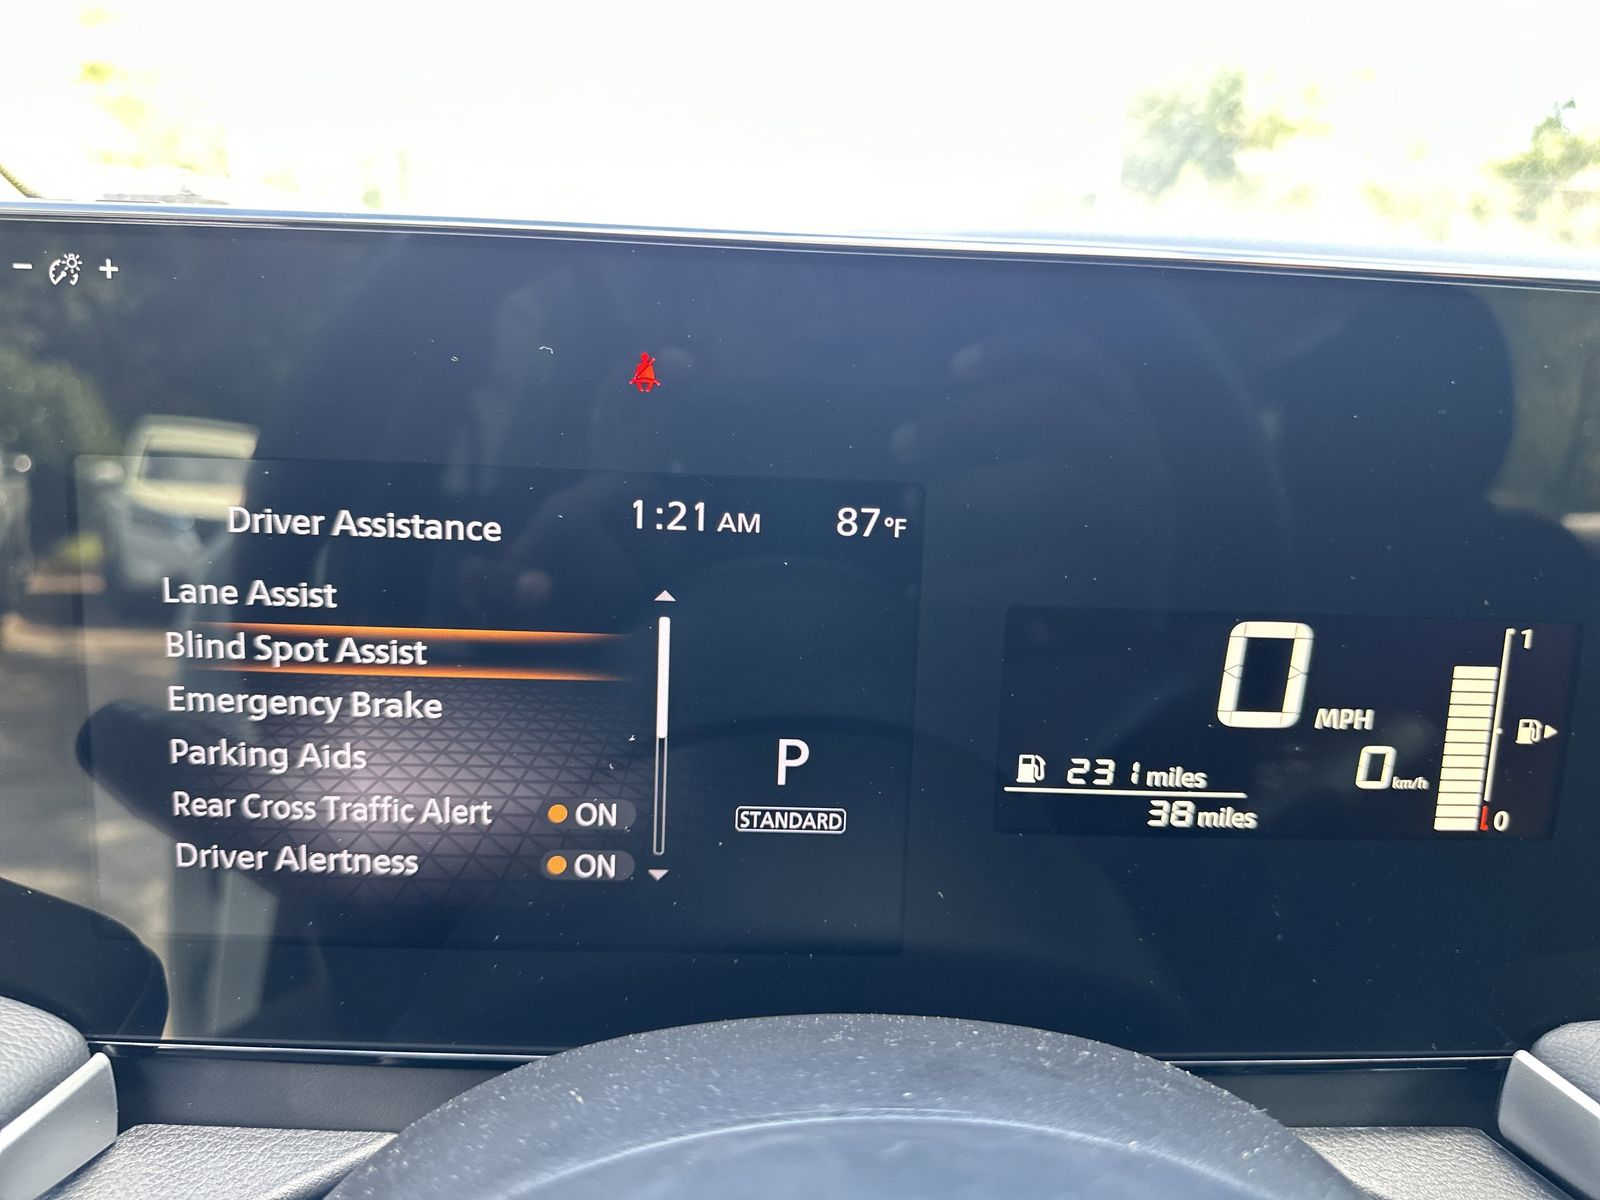 − +
Driver Assistance 1:21 AM 87°F
Lane Assist
Blind Spot Assist
Emergency Brake
Parking Aids
Rear Cross Traffic Alert ON
Driver Alertness ON
P
STANDARD
0 MPH
0 km/h
231 miles
38 miles
1
0